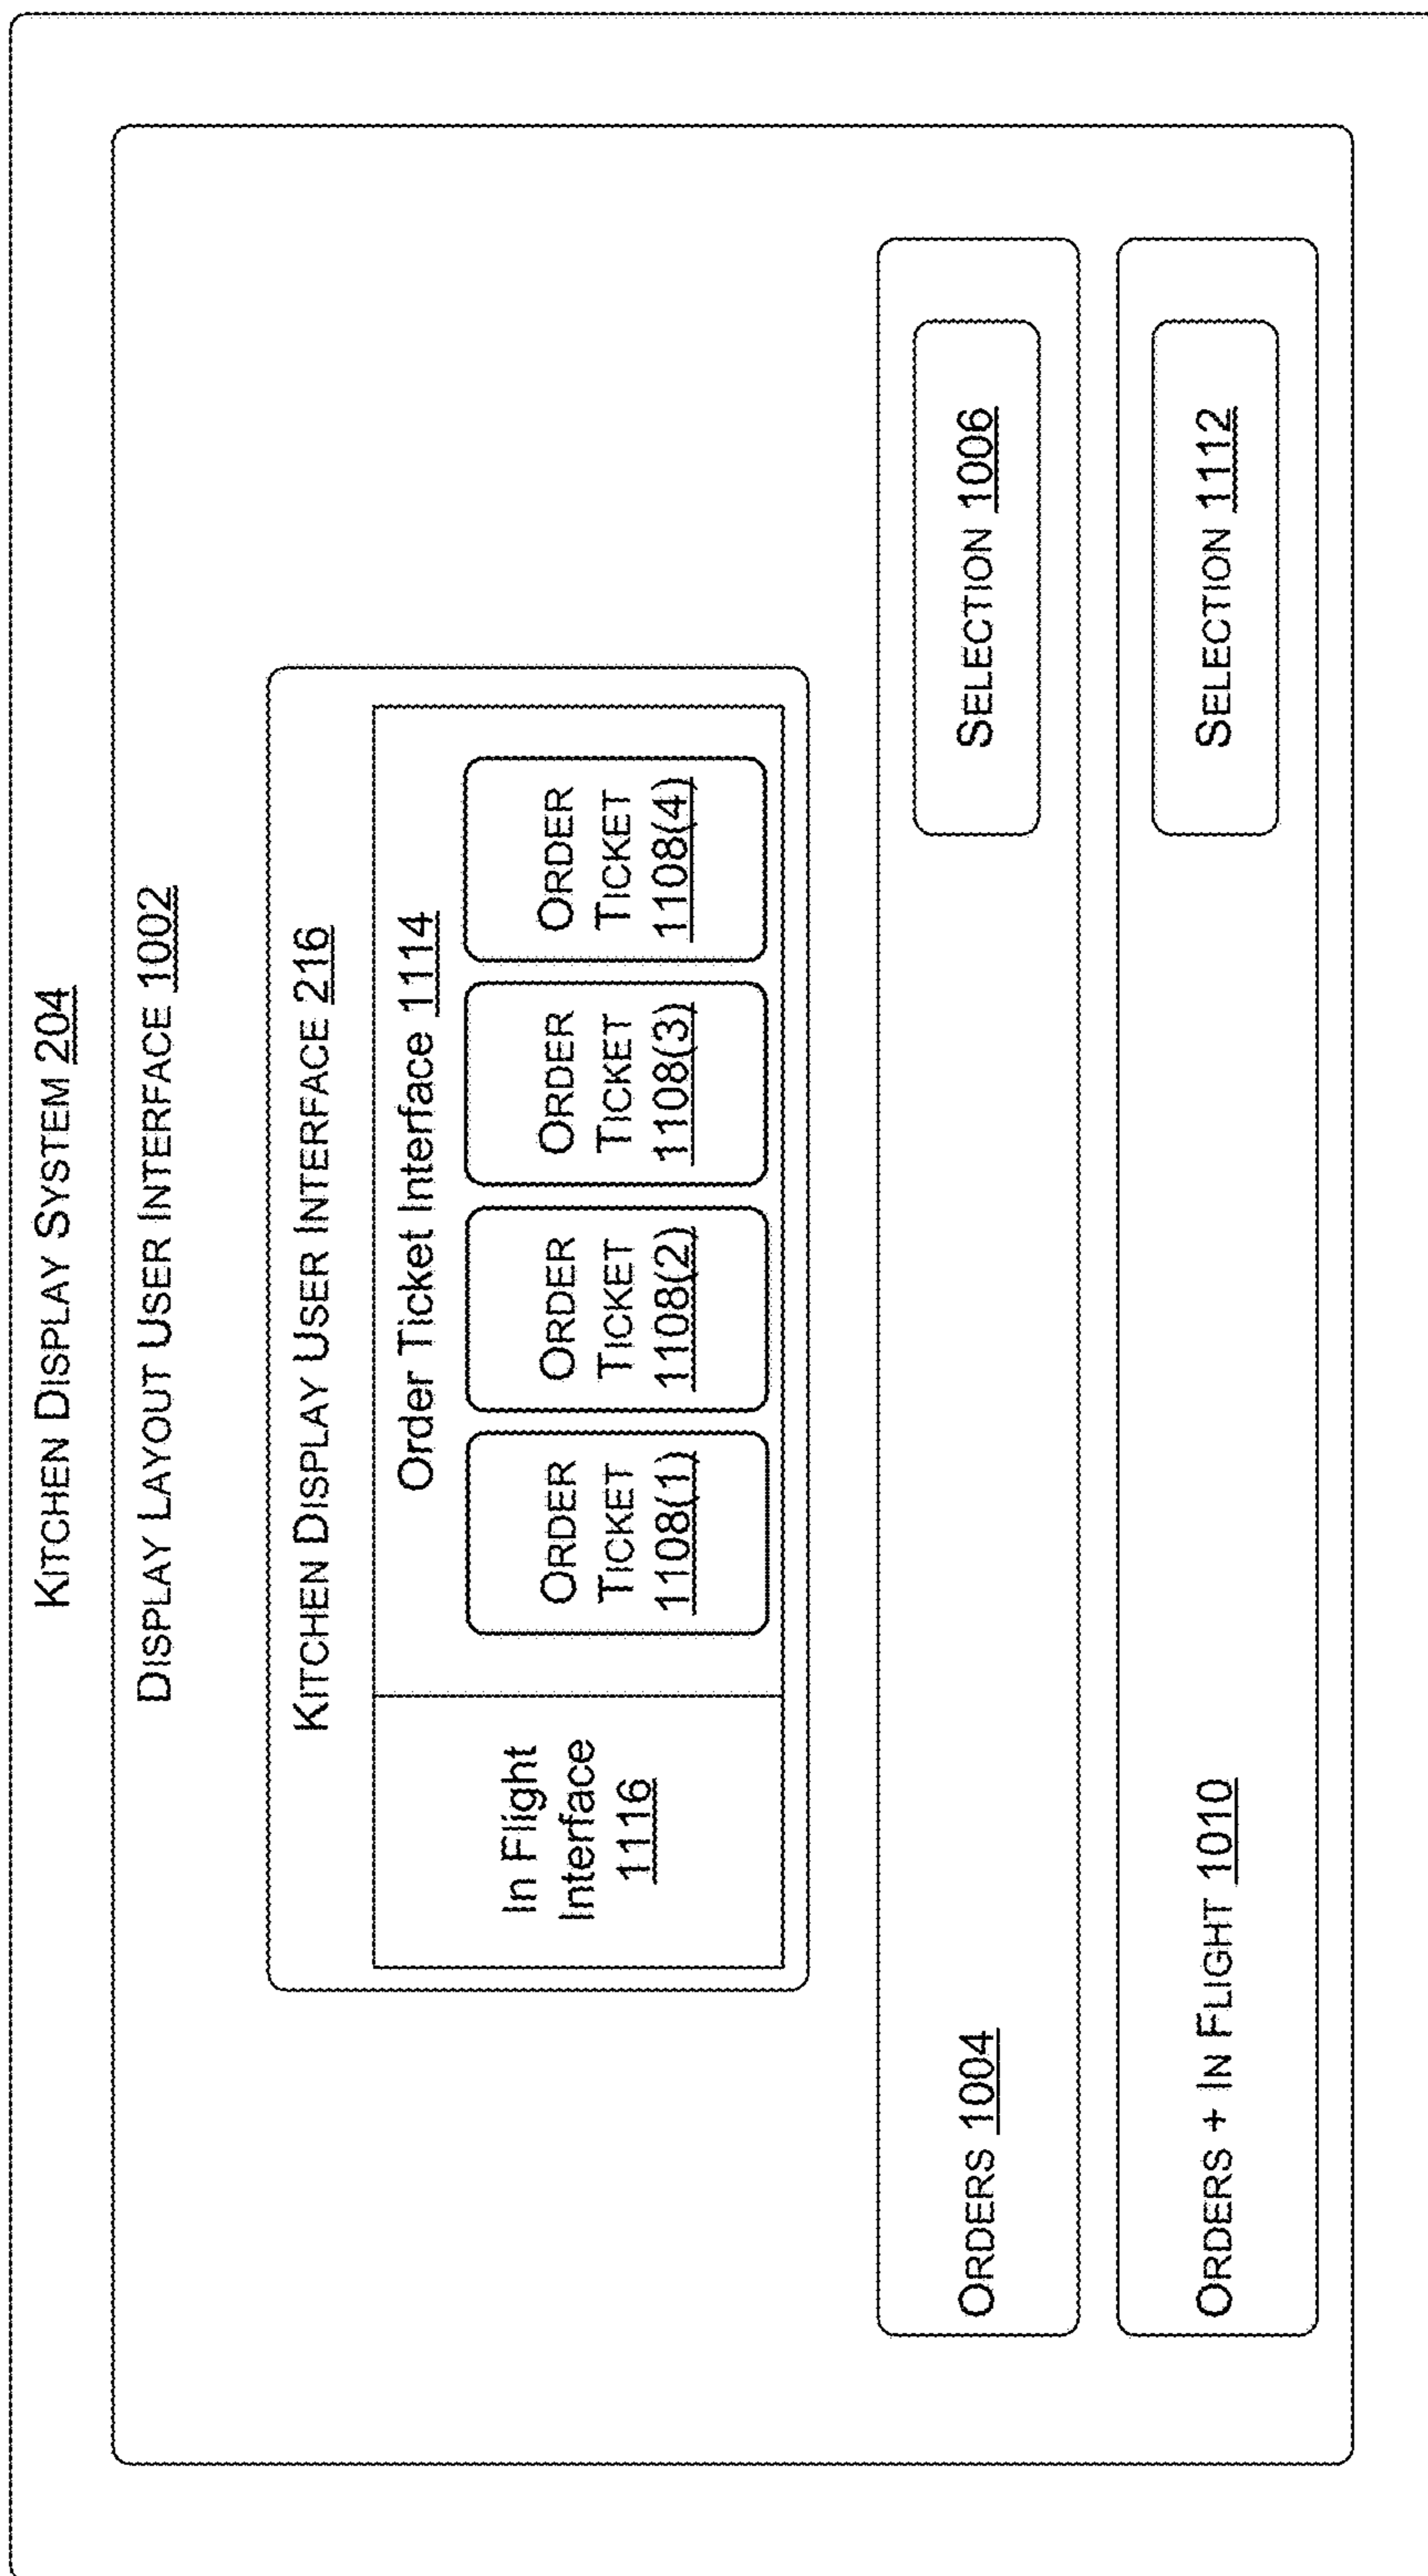 KITCHEN DISPLAY SYSTEM 204
DISPLAY LAYOUT USER INTERFACE 1002
KITCHEN DISPLAY USER INTERFACE 216
In Flight
Interface
1116
Order Ticket Interface 1114
ORDER
TICKET
1108(1)
ORDER
TICKET
1108(2)
ORDER
TICKET
1108(3)
ORDER
TICKET
1108(4)
ORDERS 1004
SELECTION 1006
ORDERS + IN FLIGHT 1010
SELECTION 1112